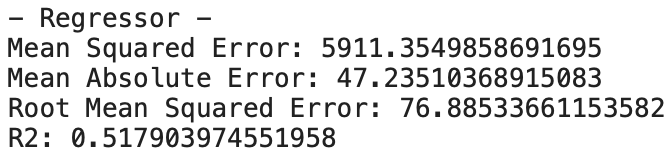 - Regressor -
Mean Squared Error: 5911.3549858691695
Mean Absolute Error: 47.23510368915083
Root Mean Squared Error: 76.88533661153582
R2: 0.517903974551958